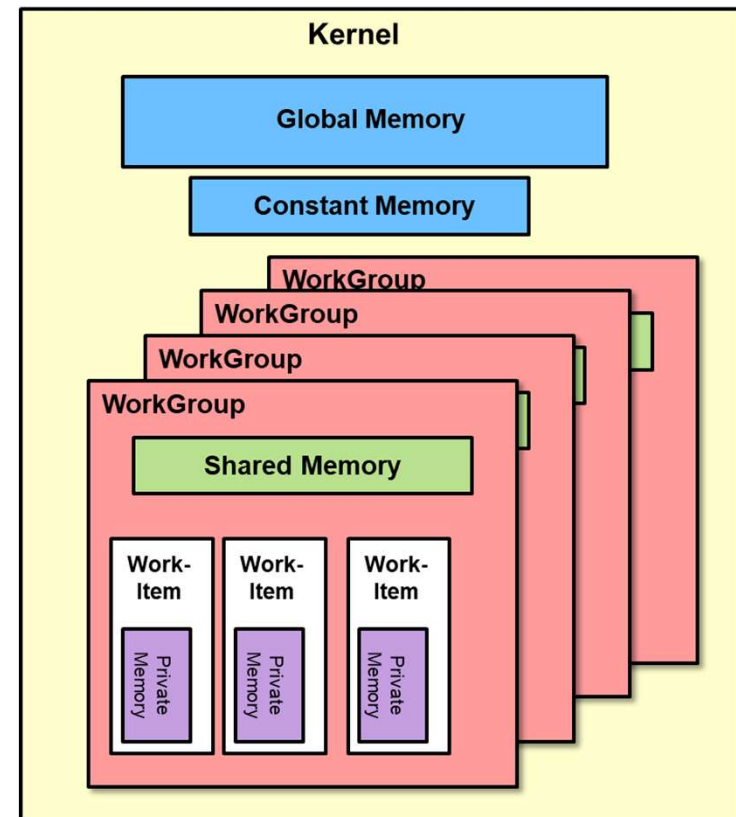 Kernel
Global Memory
Constant Memory
WorkGroup
WorkGroup
WorkGroup
WorkGroup
Shared Memory
Work-
Item
Work-
Item
Work-
Item
Private
Memory
Private
Memory
Private
Memory